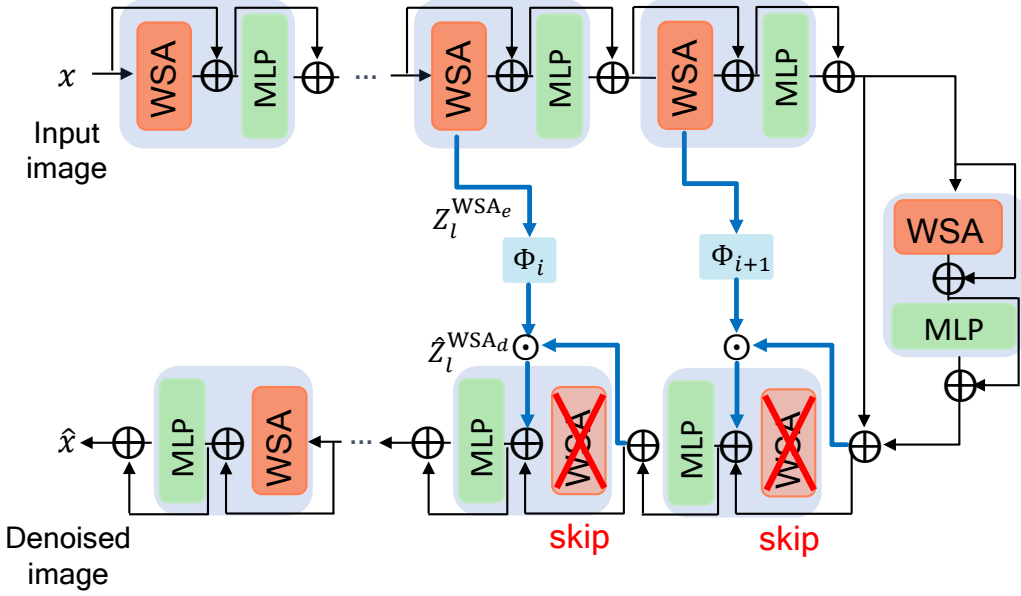 x
WSA
MLP
...
WSA
MLP
WSA
MLP
Input
image
Z_l^{WSA_e}
Φ_i
Φ_{i+1}
WSA
MLP
Ẑ_l^{WSA_d}
x̂
MLP
WSA
...
MLP
WSA
MLP
WSA
skip
skip
Denoised
image